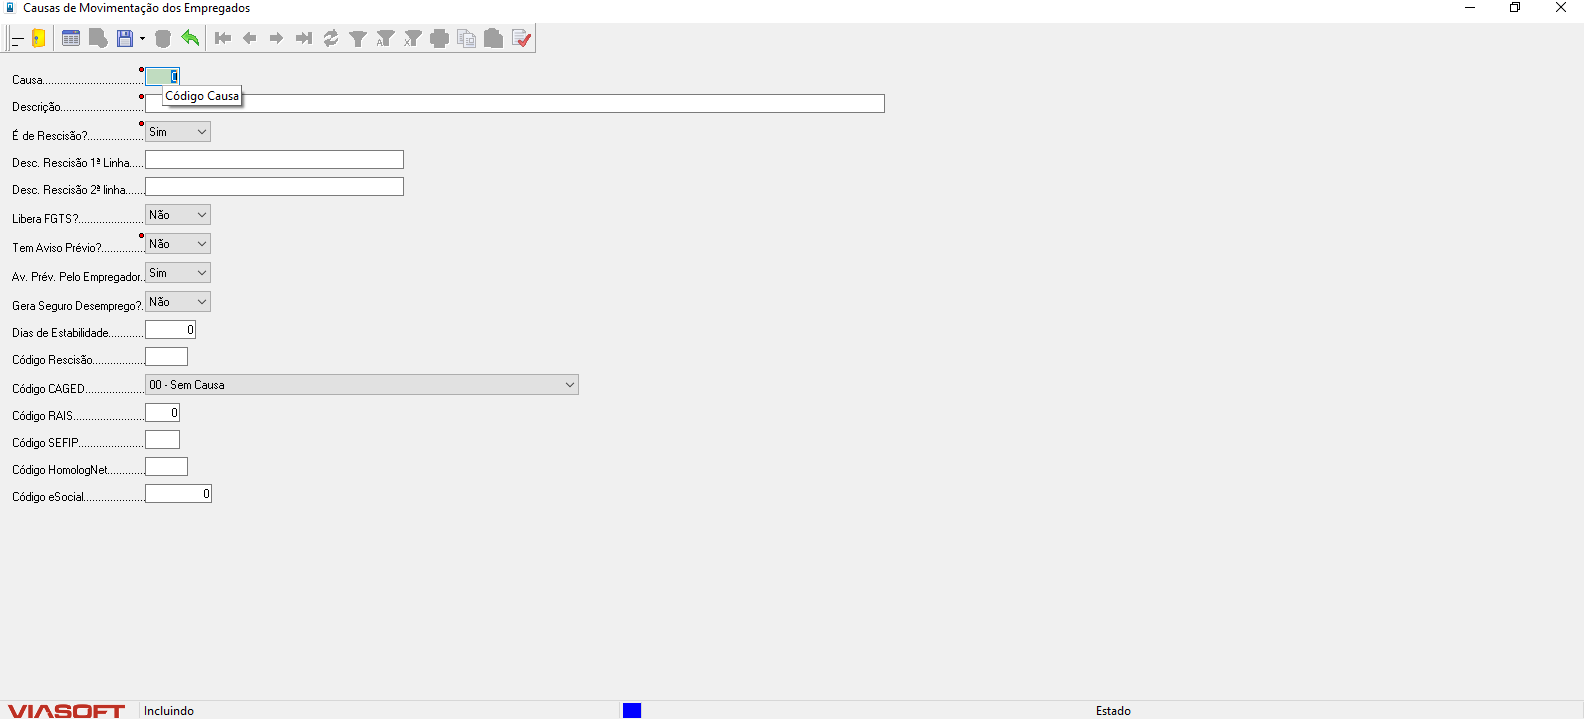 Causas de Movimentação dos Empregados
Causa.................................. 0
Código Causa
Descrição............................
É de Rescisão?................... Sim
Desc. Rescisão 1ª Linha.....
Desc. Rescisão 2ª linha.......
Libera FGTS?...................... Não
Tem Aviso Prévio?............... Não
Av. Prév. Pelo Empregador.. Sim
Gera Seguro Desemprego?. Não
Dias de Estabilidade............ 0
Código Rescisão.................
Código CAGED.................... 00 - Sem Causa
Código RAIS........................ 0
Código SEFIP......................
Código HomologNet.............
Código eSocial..................... 0
VIASOFT Incluindo Estado